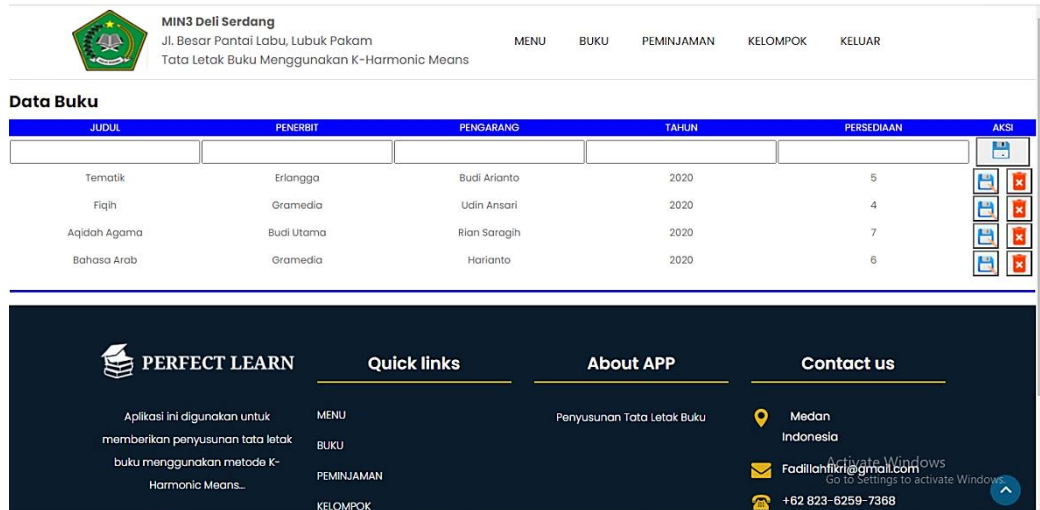 MIN3 Deli Serdang
Jl. Besar Pantai Labu, Lubuk Pakam
Tata Letak Buku Menggunakan K-Harmonic Means
MENU BUKU PEMINJAMAN KELOMPOK KELUAR
Data Buku
JUDUL PENERBIT PENGARANG TAHUN PERSEDIAAN AKSI
Tematik Erlangga Budi Arianto 2020 5
Fiqih Gramedia Udin Ansari 2020 4
Aqidah Agama Budi Utama Rian Saragih 2020 7
Bahasa Arab Gramedia Harianto 2020 6
PERFECT LEARN
Aplikasi ini digunakan untuk
memberikan penyusunan tata letak
buku menggunakan metode K-
Harmonic Means...
Quick links
MENU
BUKU
PEMINJAMAN
KELOMPOK
About APP
Penyusunan Tata Letak Buku
Contact us
Medan
Indonesia
Fadillahfikri@gmail.com
+62 823-6259-7368
Activate Windows
Go to Settings to activate Windows.